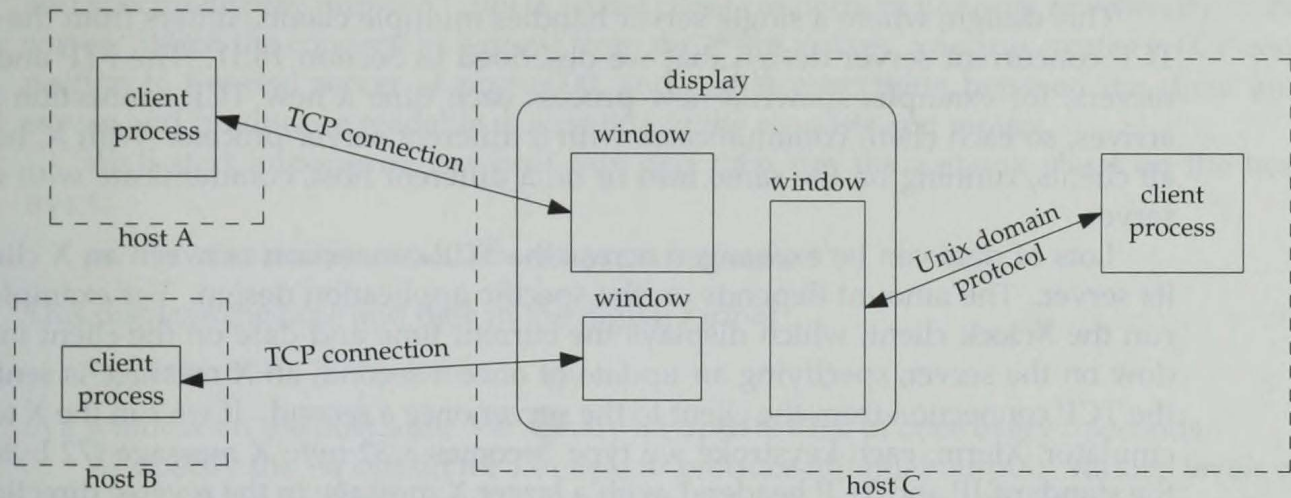 client
process
TCP connection
host A
display
window
window
window
Unix domain
protocol
client
process
client
process
TCP connection
host B
host C